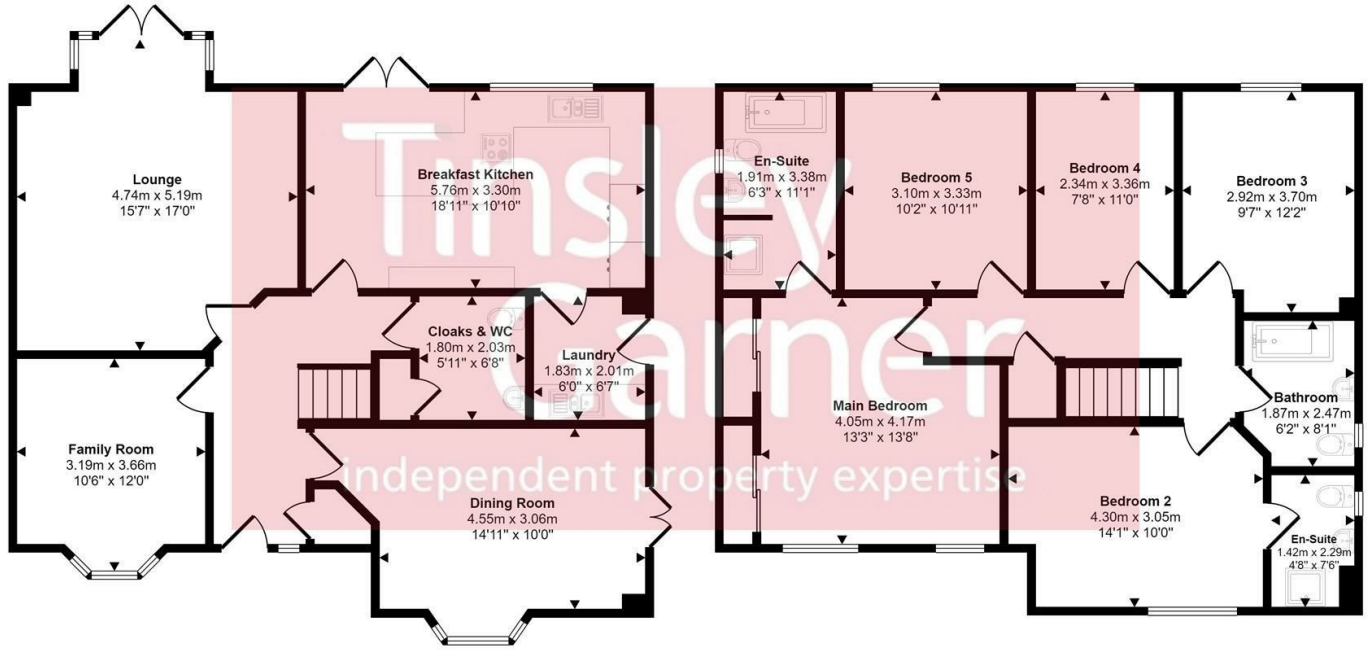 Lounge
4.74m x 5.19m
15'7" x 17'0"
Breakfast Kitchen
5.76m x 3.30m
18'11" x 10'10"
Cloaks & WC
1.80m x 2.03m
5'11" x 6'8"
Laundry
1.83m x 2.01m
6'0" x 6'7"
Family Room
3.19m x 3.66m
10'6" x 12'0"
Dining Room
4.55m x 3.06m
14'11" x 10'0"
En-Suite
1.91m x 3.38m
6'3" x 11'1"
Bedroom 5
3.10m x 3.33m
10'2" x 10'11"
Bedroom 4
2.34m x 3.36m
7'8" x 11'0"
Bedroom 3
2.92m x 3.70m
9'7" x 12'2"
Main Bedroom
4.05m x 4.17m
13'3" x 13'8"
Bathroom
1.87m x 2.47m
6'2" x 8'1"
Bedroom 2
4.30m x 3.05m
14'1" x 10'0"
En-Suite
1.42m x 2.29m
4'8" x 7'6"
Tinsley
Garner
independent property expertise